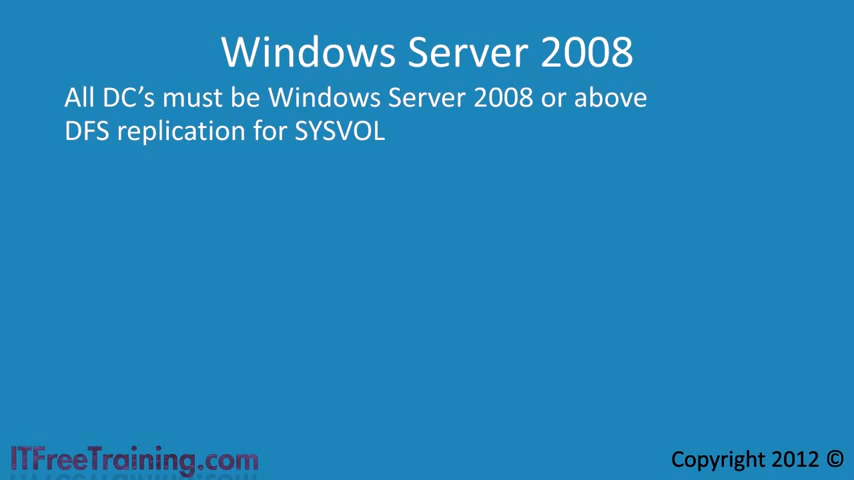 Windows Server 2008
All DC's must be Windows Server 2008 or above
DFS replication for SYSVOL
ITFreeTraining.com
Copyright 2012 ©